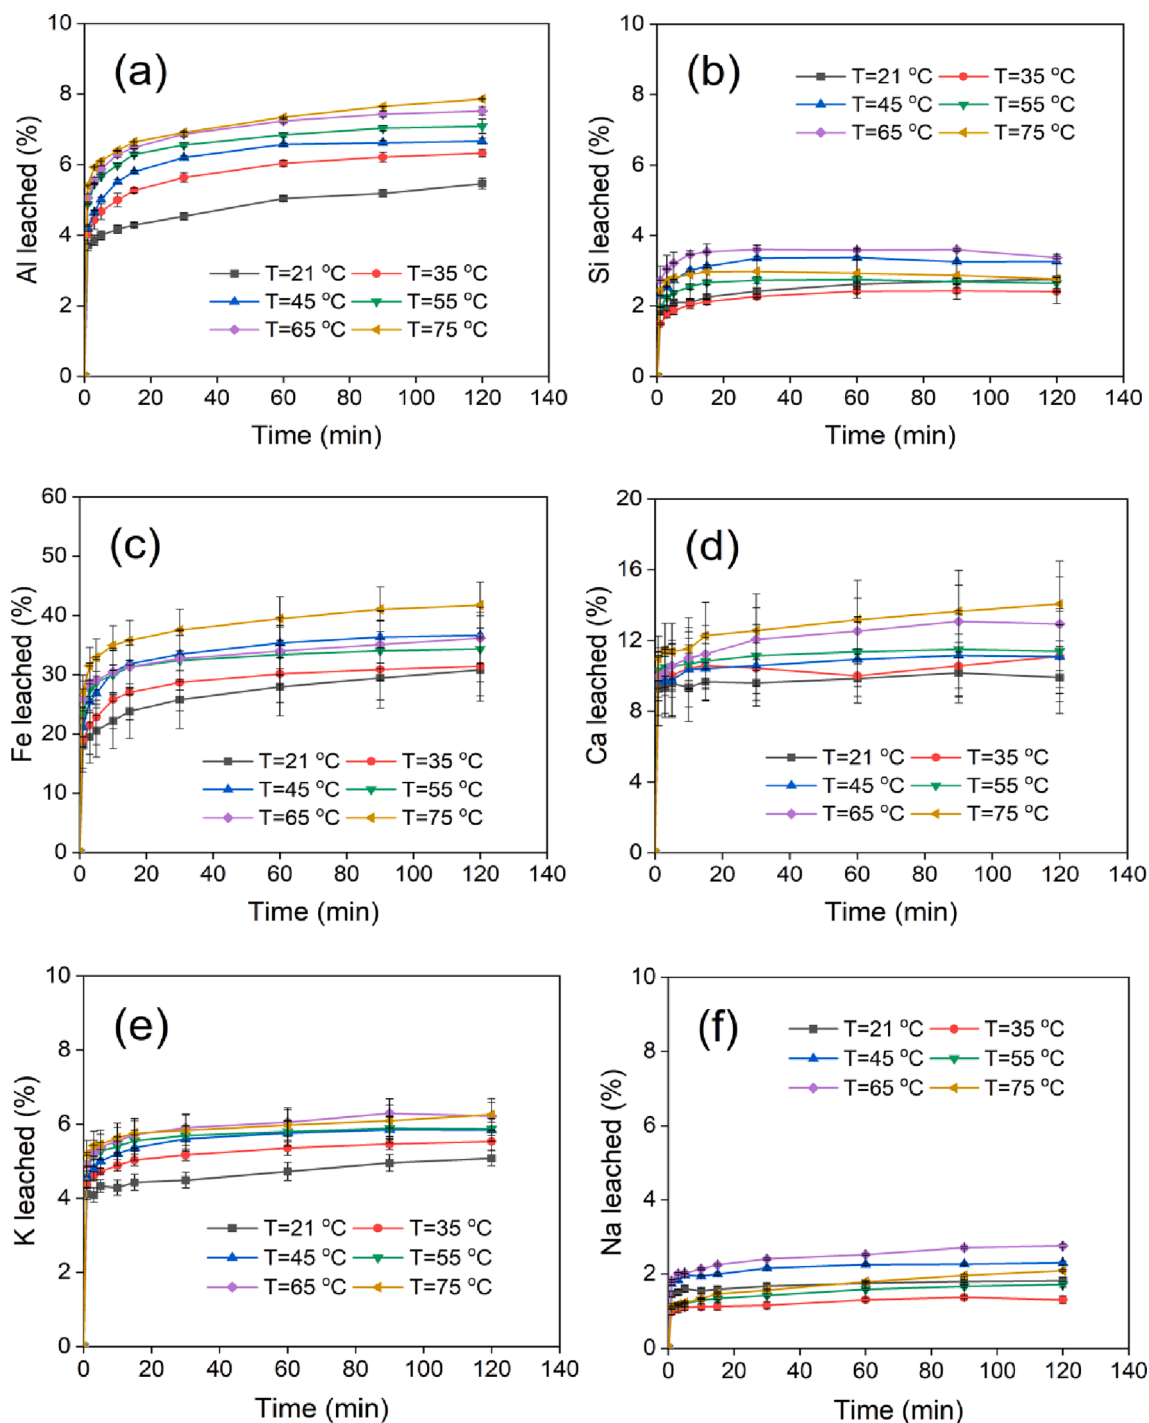 (a)
Al leached (%)
10
8
6
4
2
0
T=21 °C T=35 °C
T=45 °C T=55 °C
T=65 °C T=75 °C
0 20 40 60 80 100 120 140
Time (min)
(b)
Si leached (%)
10
8
6
4
2
0
T=21 °C T=35 °C
T=45 °C T=55 °C
T=65 °C T=75 °C
0 20 40 60 80 100 120 140
Time (min)
(c)
Fe leached (%)
60
50
40
30
20
10
0
T=21 °C T=35 °C
T=45 °C T=55 °C
T=65 °C T=75 °C
0 20 40 60 80 100 120 140
Time (min)
(d)
Ca leached (%)
20
16
12
8
4
0
T=21 °C T=35 °C
T=45 °C T=55 °C
T=65 °C T=75 °C
0 20 40 60 80 100 120 140
Time (min)
(e)
K leached (%)
10
8
6
4
2
0
T=21 °C T=35 °C
T=45 °C T=55 °C
T=65 °C T=75 °C
0 20 40 60 80 100 120 140
Time (min)
(f)
Na leached (%)
10
8
6
4
2
0
T=21 °C T=35 °C
T=45 °C T=55 °C
T=65 °C T=75 °C
0 20 40 60 80 100 120 140
Time (min)